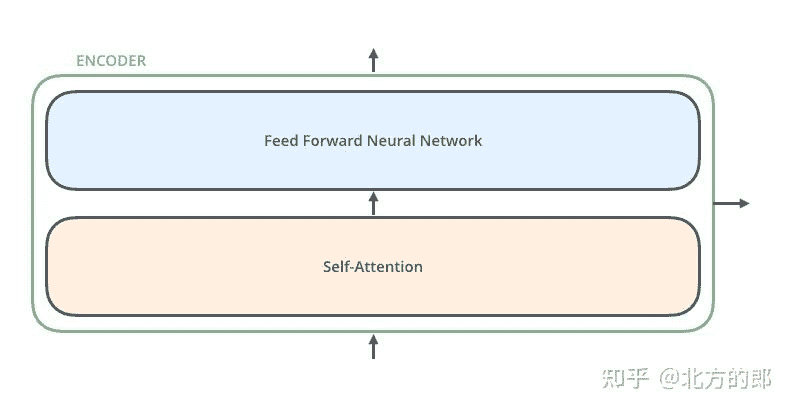 ENCODER
Feed Forward Neural Network
Self-Attention
知乎 @北方的郎